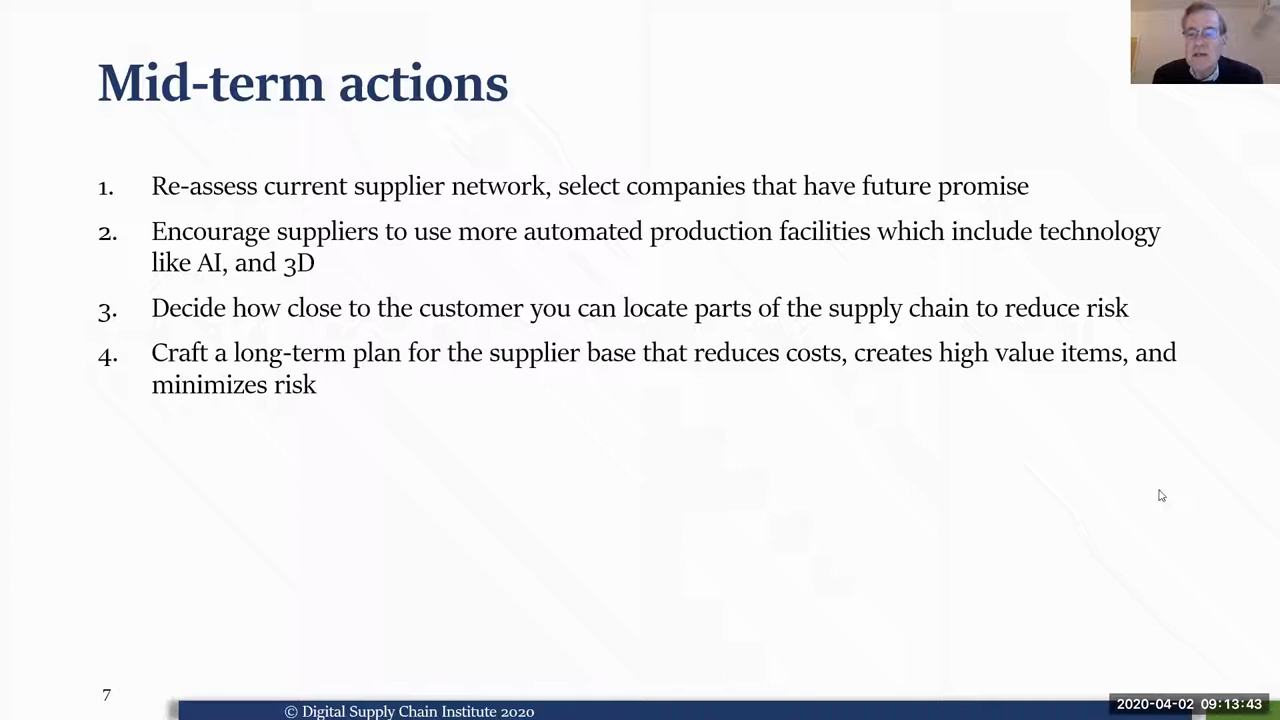 Mid-term actions
1. Re-assess current supplier network, select companies that have future promise
2. Encourage suppliers to use more automated production facilities which include technology
like AI, and 3D
3. Decide how close to the customer you can locate parts of the supply chain to reduce risk
4. Craft a long-term plan for the supplier base that reduces costs, creates high value items, and
minimizes risk
7
© Digital Supply Chain Institute 2020
2020-04-02 09:13:43